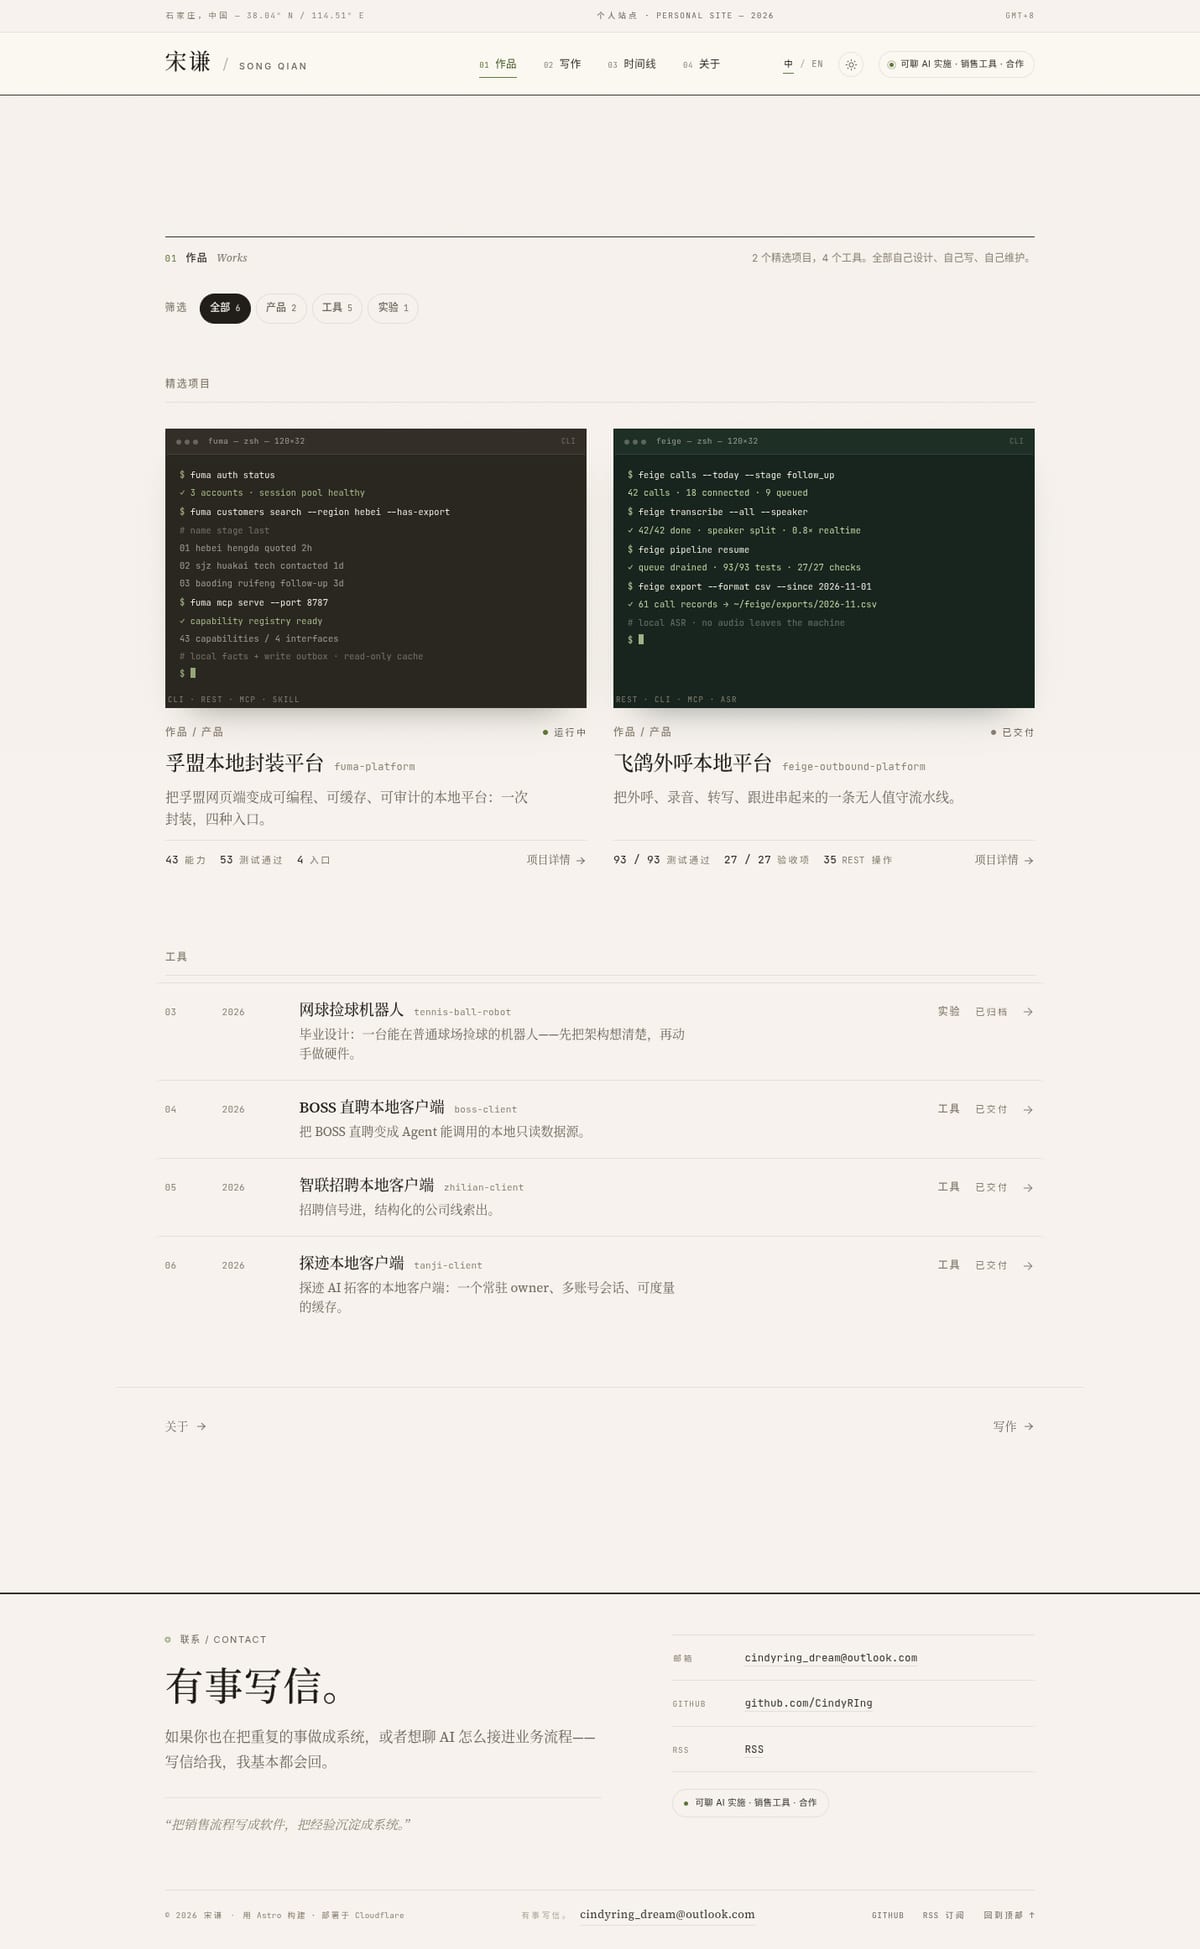 石家庄，中国 — 38.04° N / 114.51° E
个人站点 · PERSONAL SITE — 2026
GMT+8
宋谦 / SONG QIAN
01 作品
02 写作
03 时间线
04 关于
中 / EN
可聊 AI 实施 · 销售工具 · 合作
01 作品 Works
2 个精选项目，4 个工具。全部自己设计、自己写、自己维护。
筛选
全部 6
产品 2
工具 5
实验 1
精选项目
fuma — zsh — 120×32
CLI
$ fuma auth status
✓ 3 accounts · session pool healthy
$ fuma customers search --region hebei --has-export
# name stage last
01 hebei hengda quoted 2h
02 sjz huakai tech contacted 1d
03 baoding ruifeng follow-up 3d
$ fuma mcp serve --port 8787
✓ capability registry ready
43 capabilities / 4 interfaces
# local facts + write outbox · read-only cache
$
CLI · REST · MCP · SKILL
作品 / 产品
运行中
孚盟本地封装平台 fuma-platform
把孚盟网页端变成可编程、可缓存、可审计的本地平台：一次
封装，四种入口。
43 能力 53 测试通过 4 入口
项目详情 →
feige — zsh — 120×32
CLI
$ feige calls --today --stage follow_up
42 calls · 18 connected · 9 queued
$ feige transcribe --all --speaker
✓ 42/42 done · speaker split · 0.8× realtime
$ feige pipeline resume
✓ queue drained · 93/93 tests · 27/27 checks
$ feige export --format csv --since 2026-11-01
✓ 61 call records → ~/feige/exports/2026-11.csv
# local ASR · no audio leaves the machine
$
REST · CLI · MCP · ASR
作品 / 产品
已交付
飞鸽外呼本地平台 feige-outbound-platform
把外呼、录音、转写、跟进串起来的一条无人值守流水线。
93 / 93 测试通过 27 / 27 验收项 35 REST 操作
项目详情 →
工具
03 2026 网球捡球机器人 tennis-ball-robot 实验 已归档 →
毕业设计：一台能在普通球场捡球的机器人——先把架构想清楚，再动
手做硬件。
04 2026 BOSS 直聘本地客户端 boss-client 工具 已交付 →
把 BOSS 直聘变成 Agent 能调用的本地只读数据源。
05 2026 智联招聘本地客户端 zhilian-client 工具 已交付 →
招聘信号进，结构化的公司线索出。
06 2026 探迹本地客户端 tanji-client 工具 已交付 →
探迹 AI 拓客的本地客户端：一个常驻 owner、多账号会话、可度量
的缓存。
关于 →
写作 →
联系 / CONTACT
有事写信。
如果你也在把重复的事做成系统，或者想聊 AI 怎么接进业务流程——
写信给我，我基本都会回。
“把销售流程写成软件，把经验沉淀成系统。”
邮箱 cindyring_dream@outlook.com
GITHUB github.com/CindyRIng
RSS RSS
可聊 AI 实施 · 销售工具 · 合作
© 2026 宋谦 · 用 Astro 构建 · 部署于 Cloudflare
有事写信。 cindyring_dream@outlook.com
GITHUB RSS 订阅 回到顶部 ↑